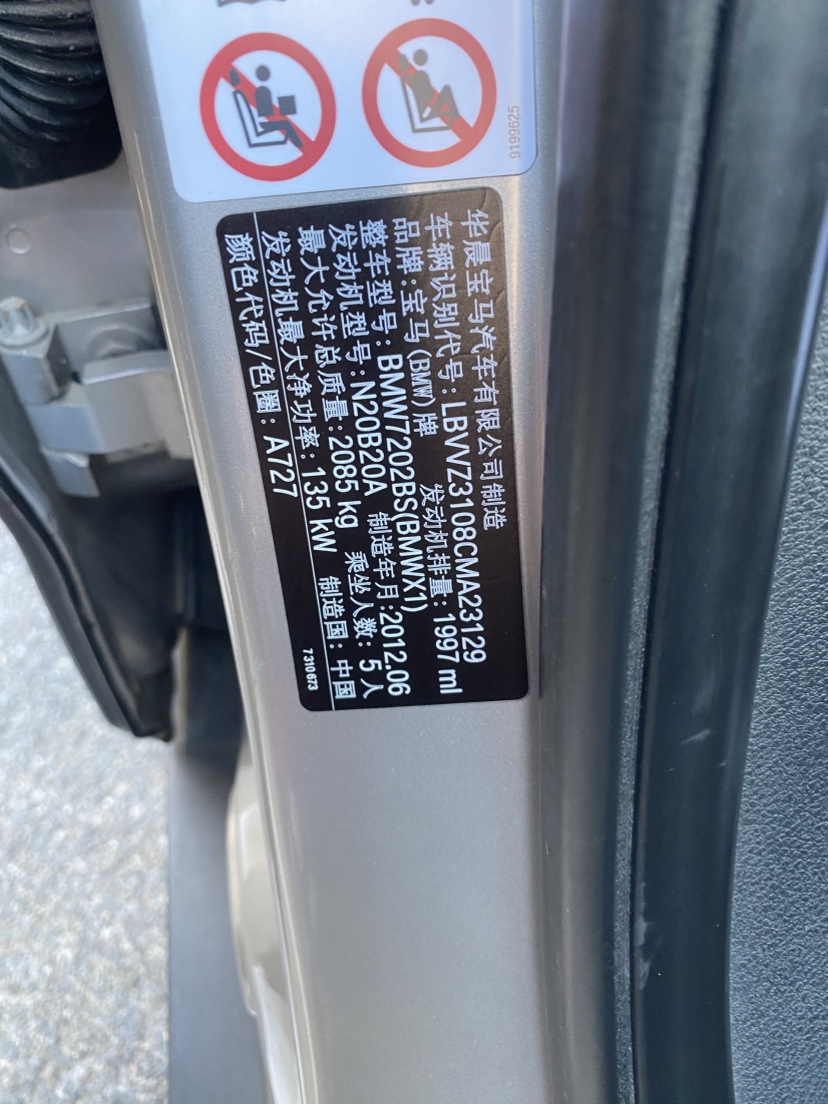 9199625
华晨宝马汽车有限公司制造
车辆识别代号: LBVVZ3108CMA23129
品牌:宝马(BMW)牌 发动机排量: 1997 ml
整车型号: BMW7202BS(BMWX1)
发动机型号: N20B20A 制造年月:2012.06
最大允许总质量: 2085 kg 乘坐人数: 5 人
发动机最大净功率: 135 kW 制造国: 中国
颜色代码/色圈: A727 7310673